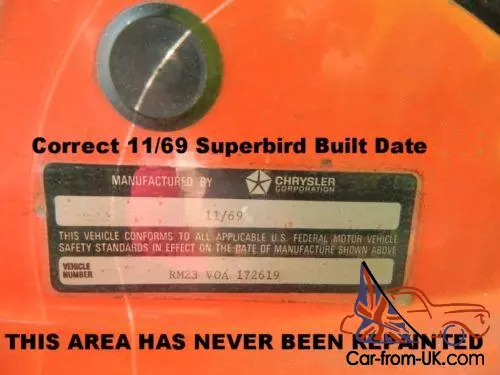 Correct 11/69 Superbird Built Date
MANUFACTURED BY CHRYSLER CORPORATION
11/69
THIS VEHICLE CONFORMS TO ALL APPLICABLE U.S. FEDERAL MOTOR VEHICLE
SAFETY STANDARDS IN EFFECT ON THE DATE OF MANUFACTURE SHOWN ABOVE.
VEHICLE NUMBER RM23 V0A 172619
THIS AREA HAS NEVER BEEN REPAINTED
Car-from-UK.com